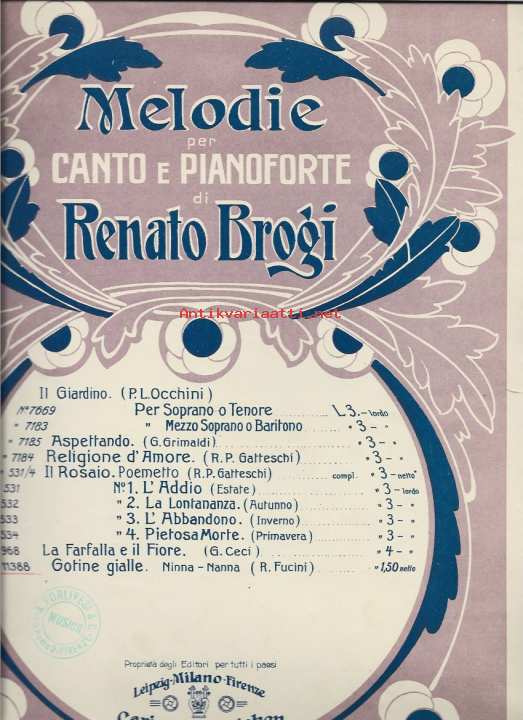 Melodie
per
CANTO E PIANOFORTE
di
Renato Brogi
Antikvariaatti.net
Il Giardino. (P.L.Occhini)
Nº 7669 Per Soprano o Tenore L.3.- lordo
" 7183 " Mezzo Soprano o Baritono " 3- "
" 7185 Aspettando. (G.Grimaldi) " 3- "
" 7184 Religione d'Amore. (R.P.Gatteschi) " 3- "
" 531/4 Il Rosaio. Poemetto (R.P.Gatteschi) compl. " 3- netto
531 Nº 1. L'Addio (Estate) " 3- lordo
532 " 2. La Lontananza. (Autunno) " 3- "
533 " 3. L'Abbandono. (Inverno) " 3- "
534 " 4. Pietosa Morte. (Primavera) " 3- "
968 La Farfalla e il Fiore. (G. Ceci) " 4- "
11388 Gotine gialle. Ninna-Nanna (R. Fucini) " 1,50 netto
MUSICA
Proprietà degli Editori per tutti i paesi
Leipzig-Milano-Firenze